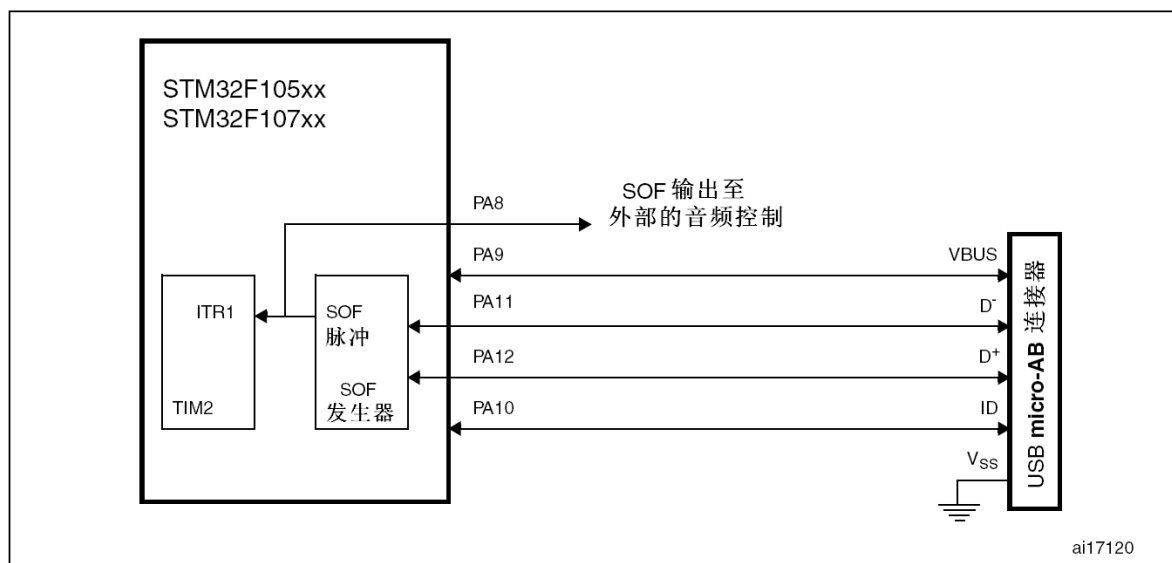 STM32F105xx
STM32F107xx
PA8
SOF 输出至
外部的音频控制
PA9
VBUS
ITR1
SOF
脉冲
PA11
D-
PA12
D+
SOF
发生器
TIM2
PA10
ID
VSS
USB micro-AB 连接器
ai17120